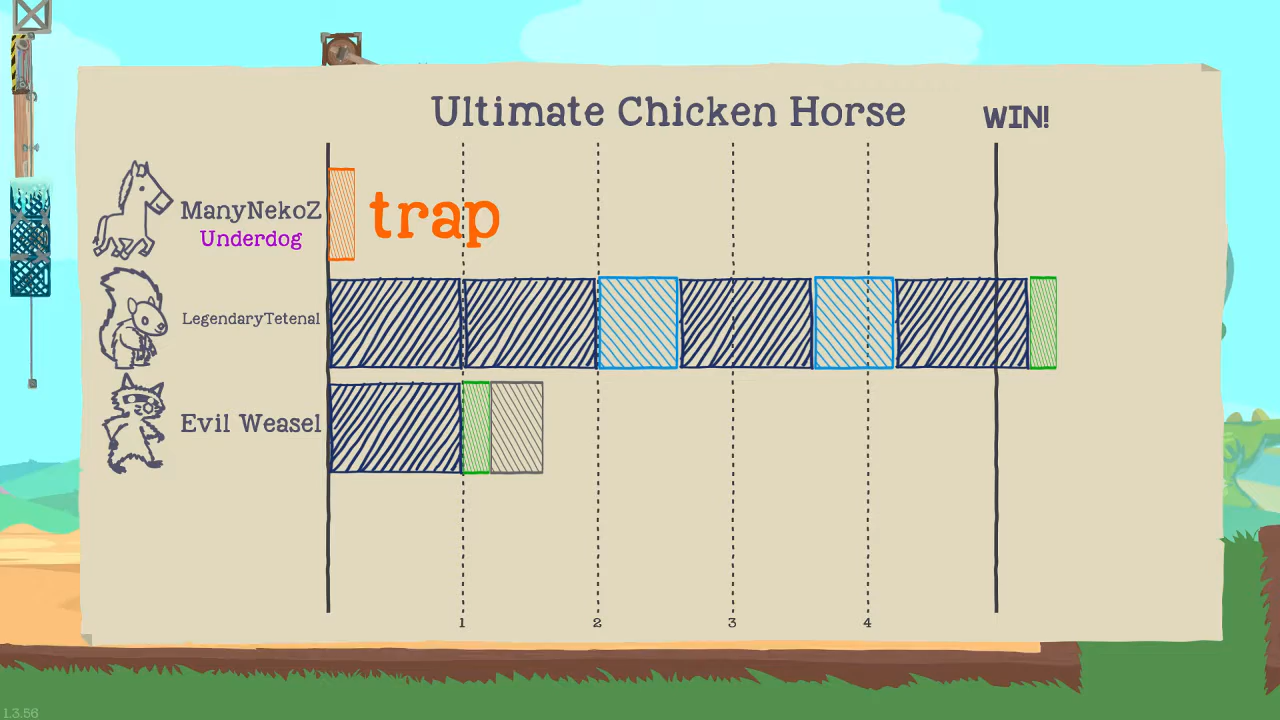 Ultimate Chicken Horse
WIN!
ManyNekoZ
Underdog
trap
LegendaryTetenal
Evil Weasel
1 2 3 4
1.3.56